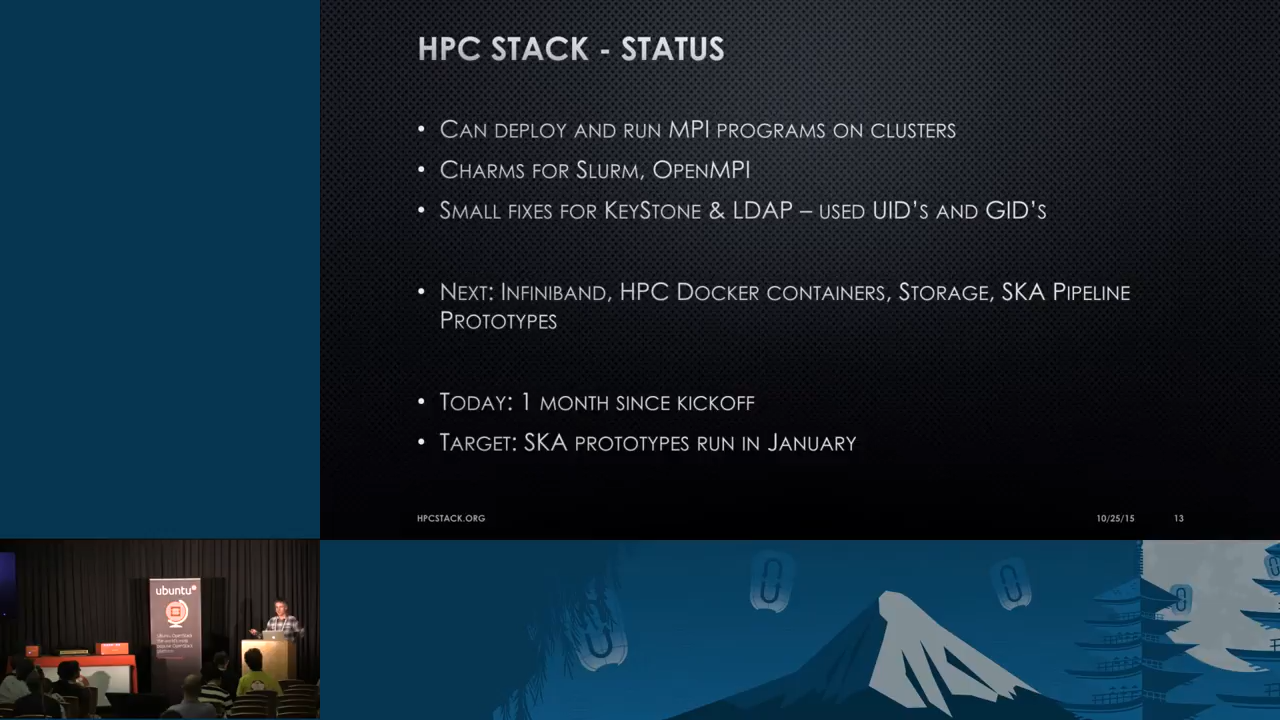 HPC STACK - STATUS
• CAN DEPLOY AND RUN MPI PROGRAMS ON CLUSTERS
• CHARMS FOR SLURM, OPENMPI
• SMALL FIXES FOR KEYSTONE & LDAP – USED UID'S AND GID'S
• NEXT: INFINIBAND, HPC DOCKER CONTAINERS, STORAGE, SKA PIPELINE
PROTOTYPES
• TODAY: 1 MONTH SINCE KICKOFF
• TARGET: SKA PROTOTYPES RUN IN JANUARY
HPCSTACK.ORG
10/25/15
13
ubuntu